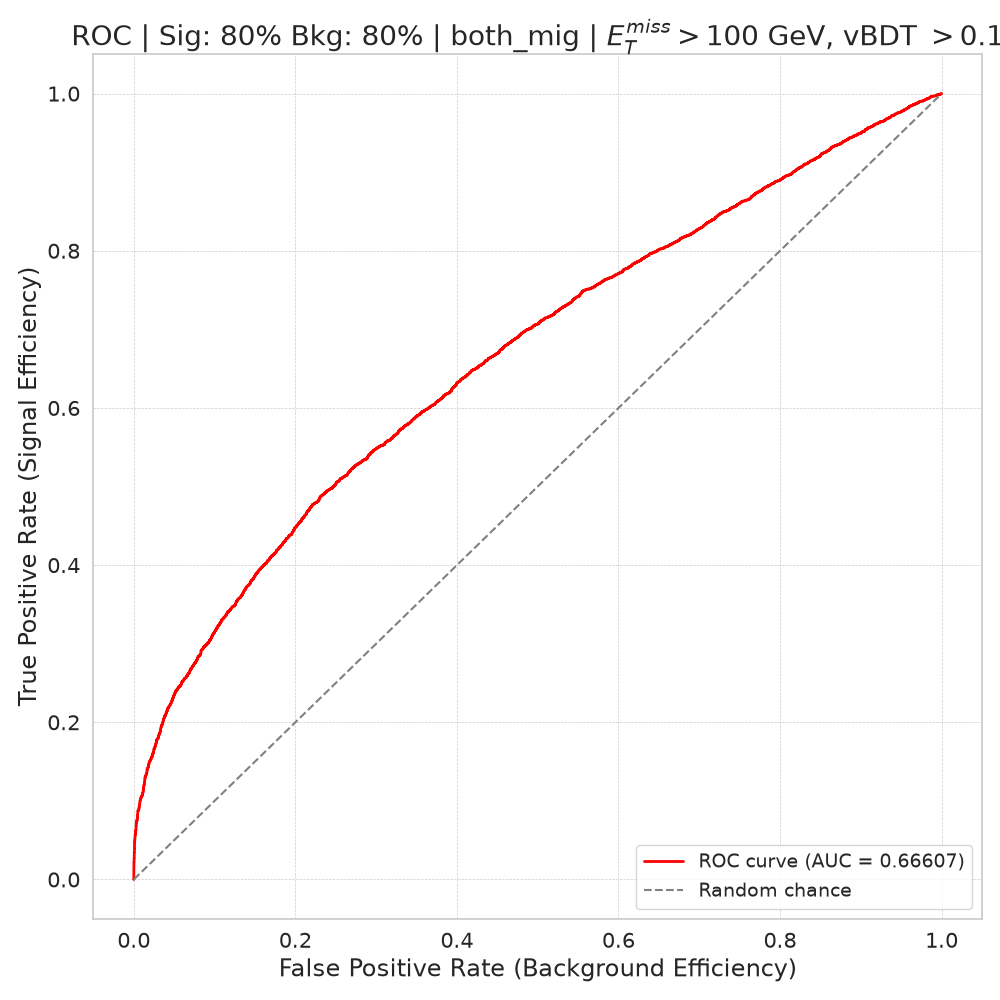 ROC | Sig: 80% Bkg: 80% | both_mig | $E_T^{miss}$ > 100 GeV, vBDT > 0.1
1.0
0.8
0.6
0.4
0.2
0.0
True Positive Rate (Signal Efficiency)
ROC curve (AUC = 0.66607)
Random chance
0.0 0.2 0.4 0.6 0.8 1.0
False Positive Rate (Background Efficiency)